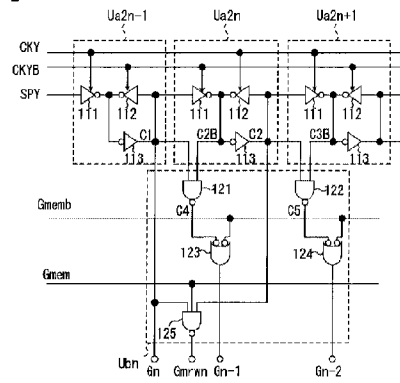 Ua2n-1 Ua2n Ua2n+1
CKY
CKYB
SPY
111 112 111 112 111 112
C1 C2B C2 C3B
113 113 113
121 122
Gmemb C4 C5
123 124
Gmem
125
Ubn Gn Gmrwn Gn-1 Gn-2